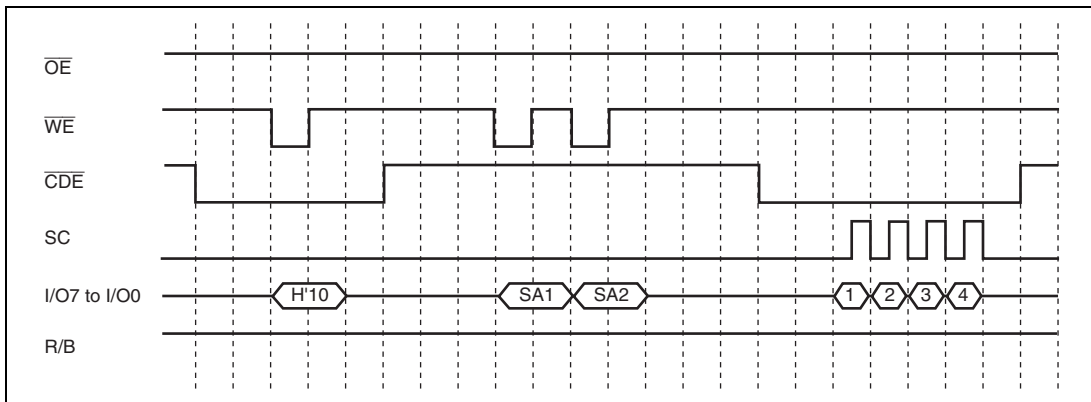 OE
WE
CDE
SC
I/O7 to I/O0 H'10 SA1 SA2 1 2 3 4
R/B